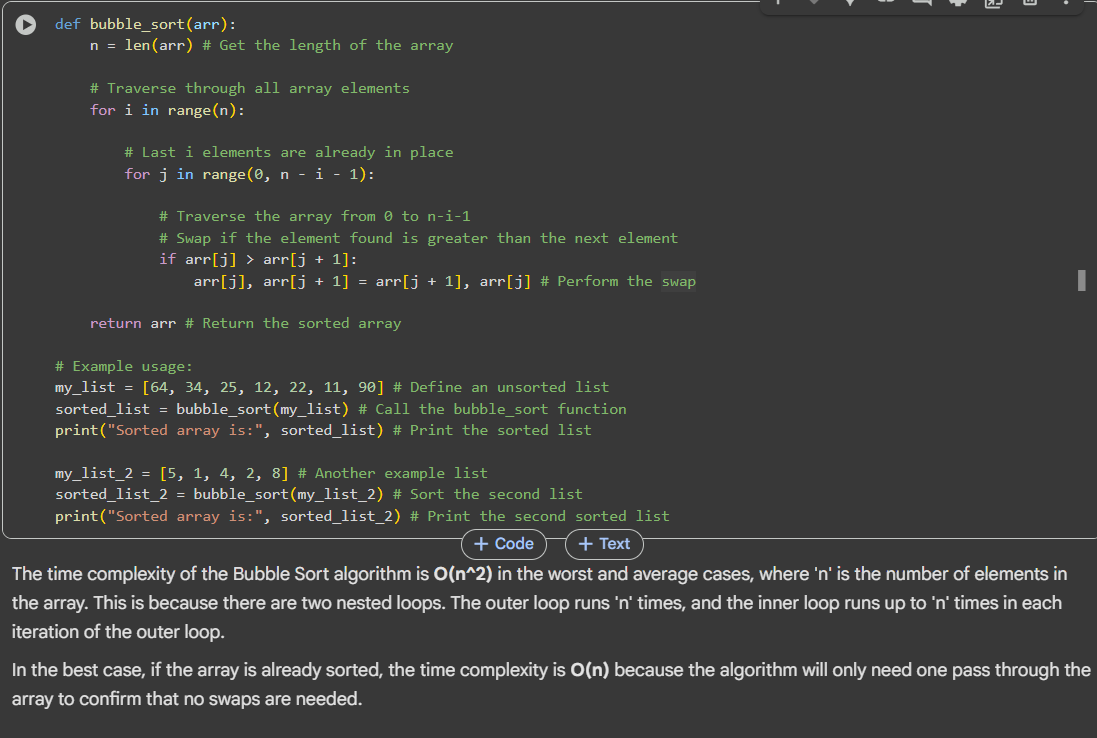 def bubble_sort(arr):
n = len(arr) # Get the length of the array
# Traverse through all array elements
for i in range(n):
# Last i elements are already in place
for j in range(0, n - i - 1):
# Traverse the array from 0 to n-i-1
# Swap if the element found is greater than the next element
if arr[j] > arr[j + 1]:
arr[j], arr[j + 1] = arr[j + 1], arr[j] # Perform the swap
return arr # Return the sorted array
# Example usage:
my_list = [64, 34, 25, 12, 22, 11, 90] # Define an unsorted list
sorted_list = bubble_sort(my_list) # Call the bubble_sort function
print("Sorted array is:", sorted_list) # Print the sorted list
my_list_2 = [5, 1, 4, 2, 8] # Another example list
sorted_list_2 = bubble_sort(my_list_2) # Sort the second list
print("Sorted array is:", sorted_list_2) # Print the second sorted list
+ Code + Text
The time complexity of the Bubble Sort algorithm is O(n^2) in the worst and average cases, where 'n' is the number of elements in
the array. This is because there are two nested loops. The outer loop runs 'n' times, and the inner loop runs up to 'n' times in each
iteration of the outer loop.
In the best case, if the array is already sorted, the time complexity is O(n) because the algorithm will only need one pass through the
array to confirm that no swaps are needed.